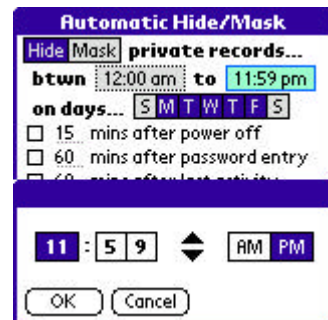 Automatic Hide/Mask
Hide Mask private records...
btwn 12:00 am to 11:59 pm
on days... S M T W T F S
15 mins after power off
60 mins after password entry
11 : 5 9 AM PM
OK Cancel